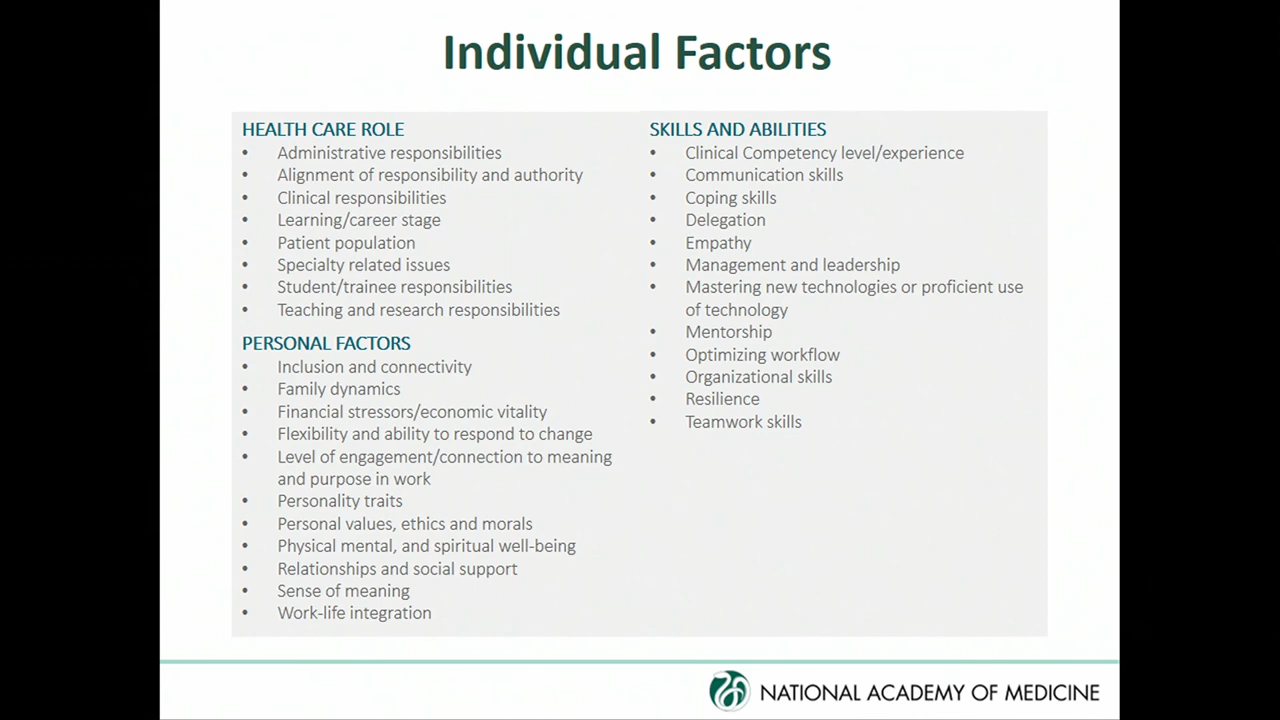 Individual Factors
HEALTH CARE ROLE
• Administrative responsibilities
• Alignment of responsibility and authority
• Clinical responsibilities
• Learning/career stage
• Patient population
• Specialty related issues
• Student/trainee responsibilities
• Teaching and research responsibilities
PERSONAL FACTORS
• Inclusion and connectivity
• Family dynamics
• Financial stressors/economic vitality
• Flexibility and ability to respond to change
• Level of engagement/connection to meaning
and purpose in work
• Personality traits
• Personal values, ethics and morals
• Physical mental, and spiritual well-being
• Relationships and social support
• Sense of meaning
• Work-life integration
SKILLS AND ABILITIES
• Clinical Competency level/experience
• Communication skills
• Coping skills
• Delegation
• Empathy
• Management and leadership
• Mastering new technologies or proficient use
of technology
• Mentorship
• Optimizing workflow
• Organizational skills
• Resilience
• Teamwork skills
NATIONAL ACADEMY OF MEDICINE